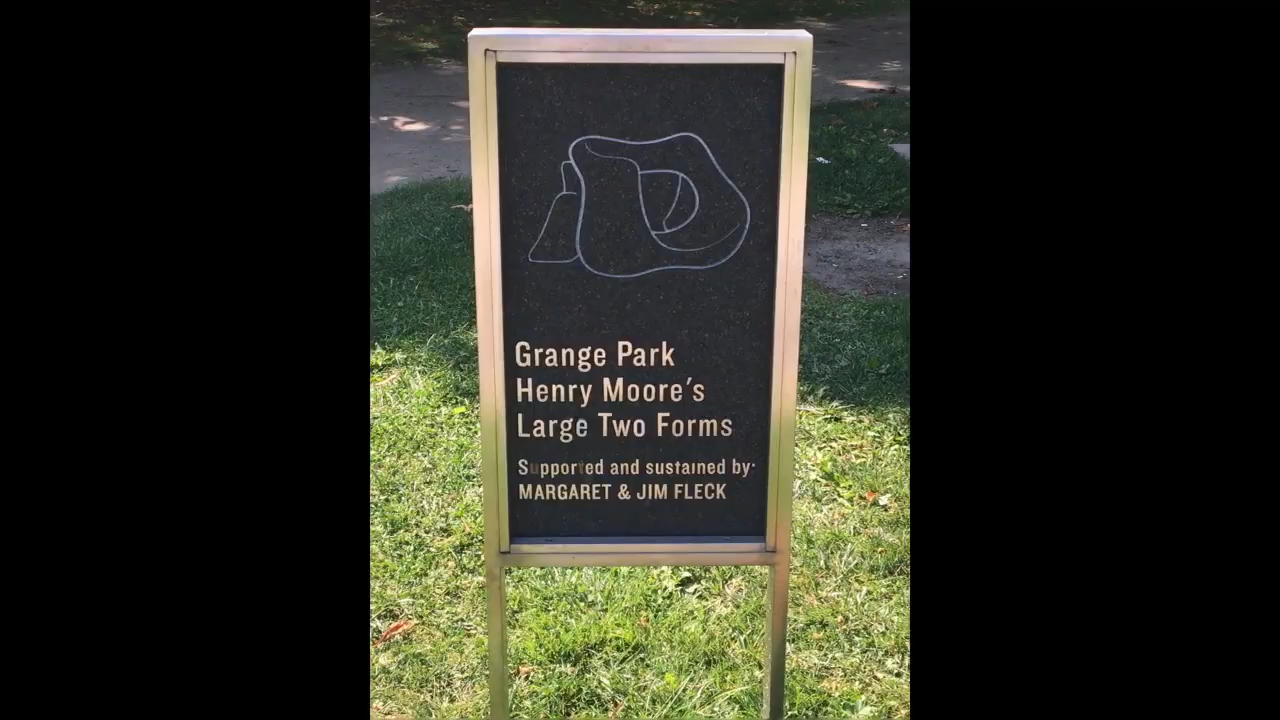 Grange Park
Henry Moore's
Large Two Forms
Supported and sustained by:
MARGARET & JIM FLECK